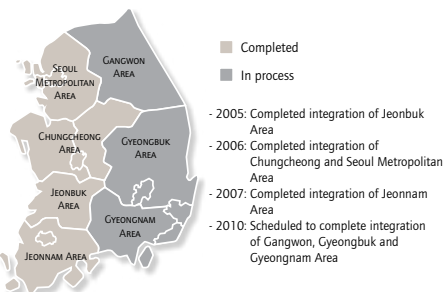 SEOUL
METROPOLITAN
AREA
GANGWON
AREA
CHUNGCHEONG
AREA
GYEONGBUK
AREA
JEONBUK
AREA
GYEONGNAM
AREA
JEONNAM AREA
Completed
In process
- 2005: Completed integration of Jeonbuk
Area
- 2006: Completed integration of
Chungcheong and Seoul Metropolitan
Area
- 2007: Completed integration of Jeonnam
Area
- 2010: Scheduled to complete integration
of Gangwon, Gyeongbuk and
Gyeongnam Area